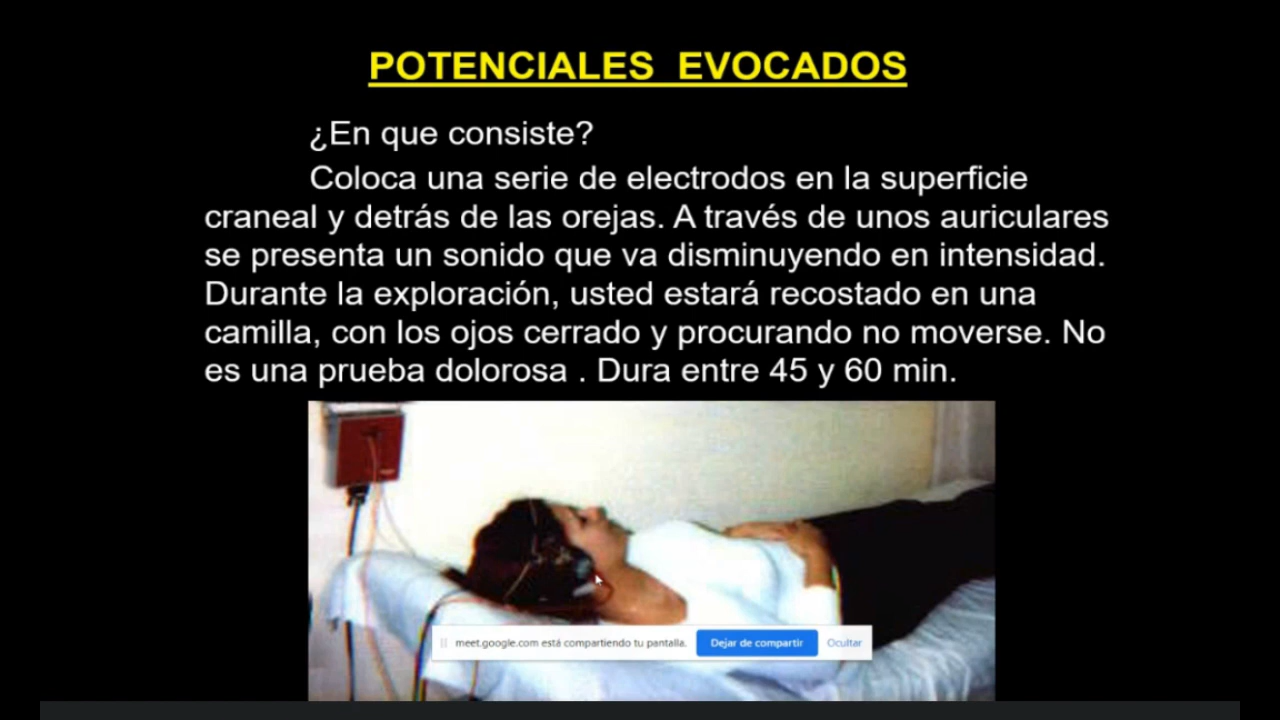 POTENCIALES EVOCADOS
¿En que consiste?
Coloca una serie de electrodos en la superficie
craneal y detrás de las orejas. A través de unos auriculares
se presenta un sonido que va disminuyendo en intensidad.
Durante la exploración, usted estará recostado en una
camilla, con los ojos cerrado y procurando no moverse. No
es una prueba dolorosa . Dura entre 45 y 60 min.
meet.google.com está compartiendo tu pantalla. Dejar de compartir Ocultar